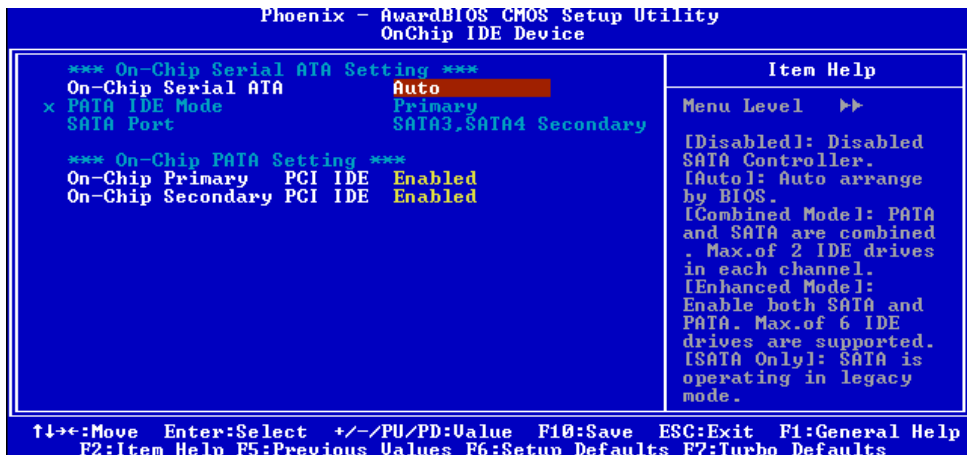 Phoenix - AwardBIOS CMOS Setup Utility
OnChip IDE Device
*** On-Chip Serial ATA Setting ***
On-Chip Serial ATA Auto
x PATA IDE Mode Primary
SATA Port SATA3,SATA4 Secondary
*** On-Chip PATA Setting ***
On-Chip Primary PCI IDE Enabled
On-Chip Secondary PCI IDE Enabled
Item Help
Menu Level ▶▶
[Disabled]: Disabled
SATA Controller.
[Auto]: Auto arrange
by BIOS.
[Combined Mode]: PATA
and SATA are combined
. Max.of 2 IDE drives
in each channel.
[Enhanced Mode]:
Enable both SATA and
PATA. Max.of 6 IDE
drives are supported.
[SATA Only]: SATA is
operating in legacy
mode.
↑↓→←:Move Enter:Select +/-/PU/PD:Value F10:Save ESC:Exit F1:General Help
F2:Item Help F5:Previous Values F6:Setup Defaults F7:Turbo Defaults